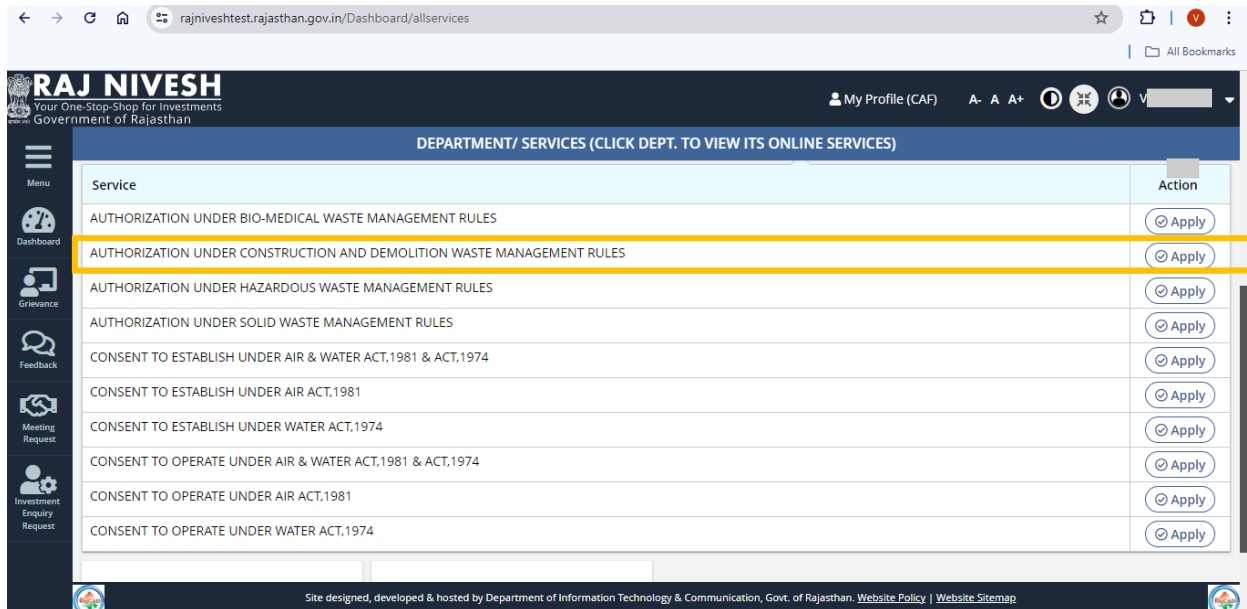 rajniveshtest.rajasthan.gov.in/Dashboard/allservices
V
All Bookmarks
RAJ NIVESH
Your One-Stop-Shop for Investments
Government of Rajasthan
My Profile (CAF) A- A A+ V
DEPARTMENT/ SERVICES (CLICK DEPT. TO VIEW ITS ONLINE SERVICES)
Menu
Dashboard
Grievance
Feedback
Meeting
Request
Investment
Enquiry
Request
Service Action
AUTHORIZATION UNDER BIO-MEDICAL WASTE MANAGEMENT RULES Apply
AUTHORIZATION UNDER CONSTRUCTION AND DEMOLITION WASTE MANAGEMENT RULES Apply
AUTHORIZATION UNDER HAZARDOUS WASTE MANAGEMENT RULES Apply
AUTHORIZATION UNDER SOLID WASTE MANAGEMENT RULES Apply
CONSENT TO ESTABLISH UNDER AIR & WATER ACT,1981 & ACT,1974 Apply
CONSENT TO ESTABLISH UNDER AIR ACT,1981 Apply
CONSENT TO ESTABLISH UNDER WATER ACT,1974 Apply
CONSENT TO OPERATE UNDER AIR & WATER ACT,1981 & ACT,1974 Apply
CONSENT TO OPERATE UNDER AIR ACT,1981 Apply
CONSENT TO OPERATE UNDER WATER ACT,1974 Apply
Site designed, developed & hosted by Department of Information Technology & Communication, Govt. of Rajasthan. Website Policy | Website Sitemap